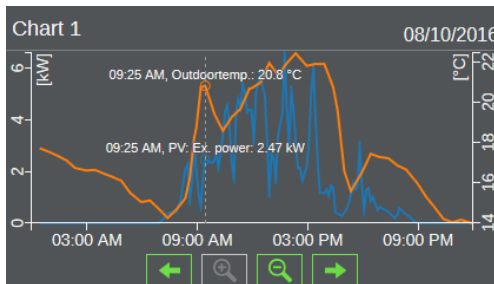 Chart 1
08/10/2016
[kW]
[°C]
6
4
2
0
22
20
18
16
14
09:25 AM, Outdoortemp.: 20.8 °C
09:25 AM, PV: Ex. power: 2.47 kW
03:00 AM 09:00 AM 03:00 PM 09:00 PM